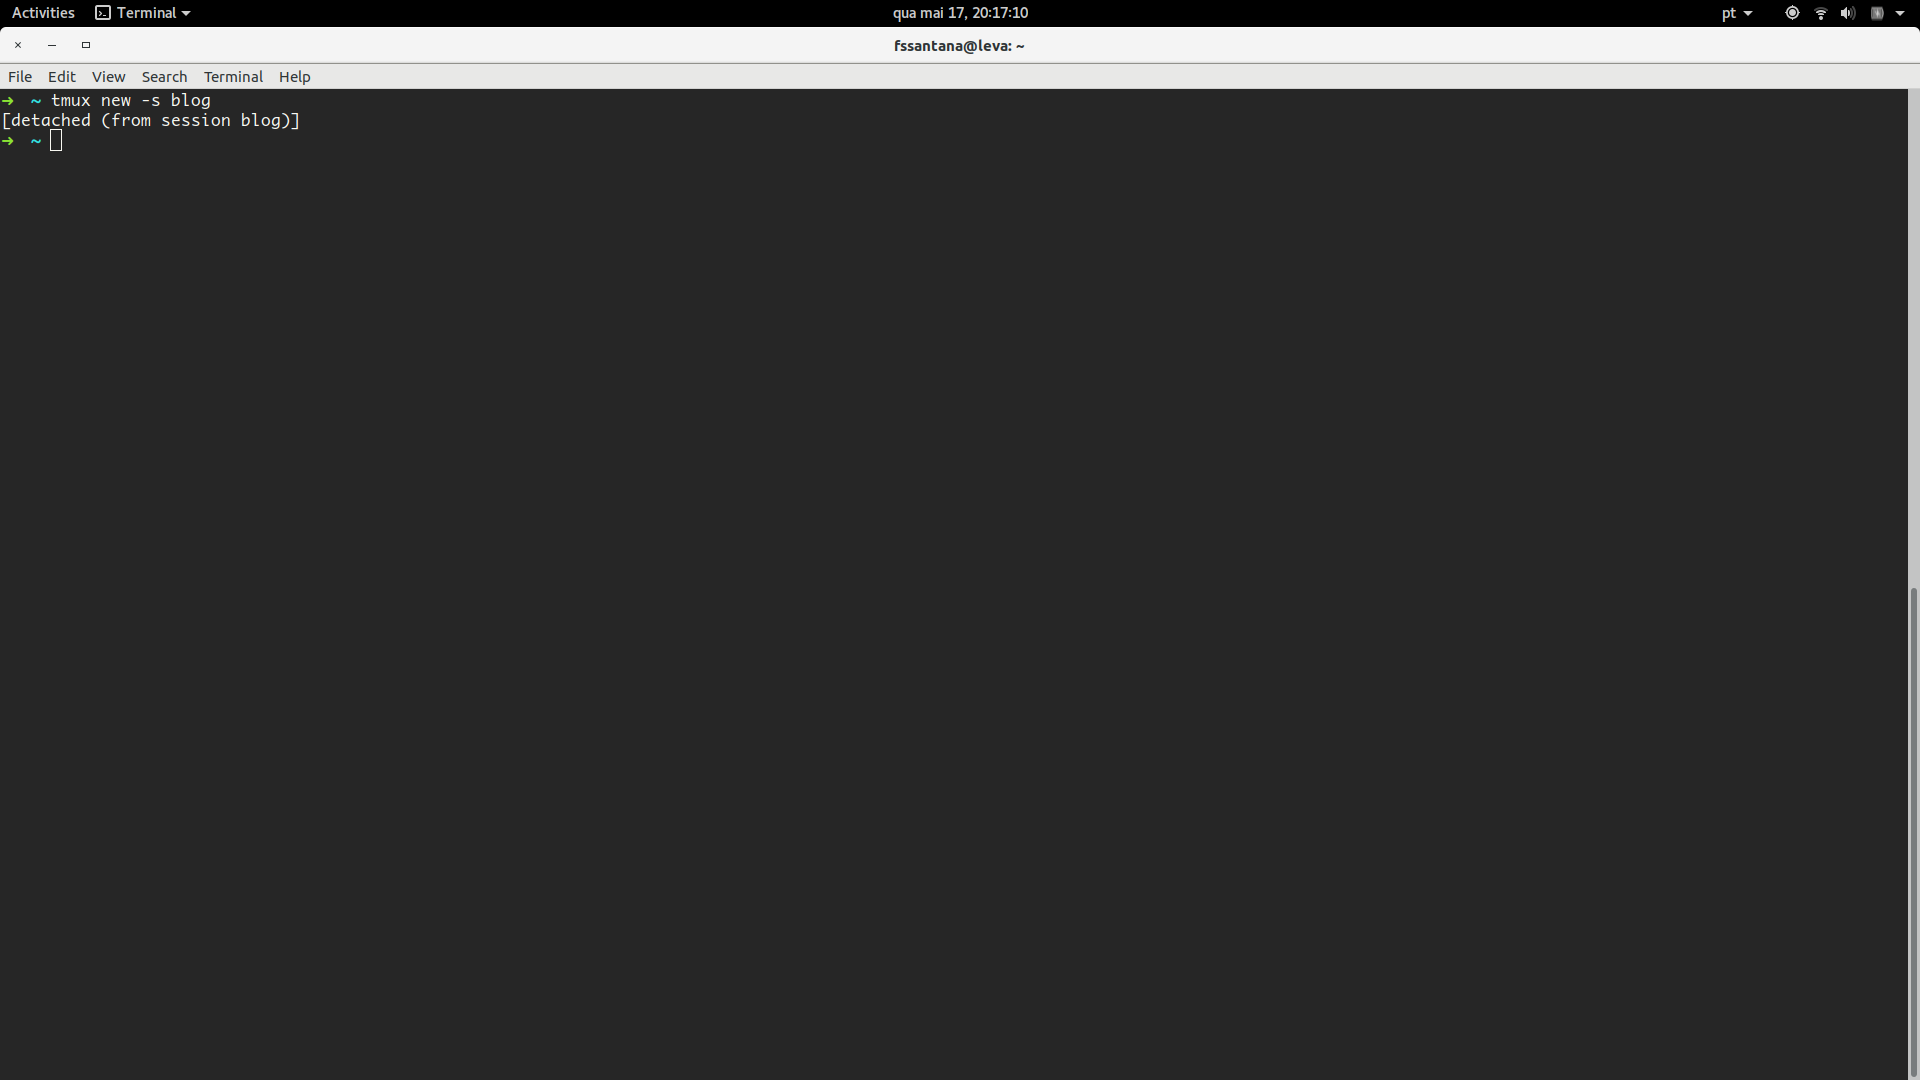 Activities Terminal qua mai 17, 20:17:10 pt
fssantana@leva: ~
File Edit View Search Terminal Help
➜ ~ tmux new -s blog
[detached (from session blog)]
➜ ~